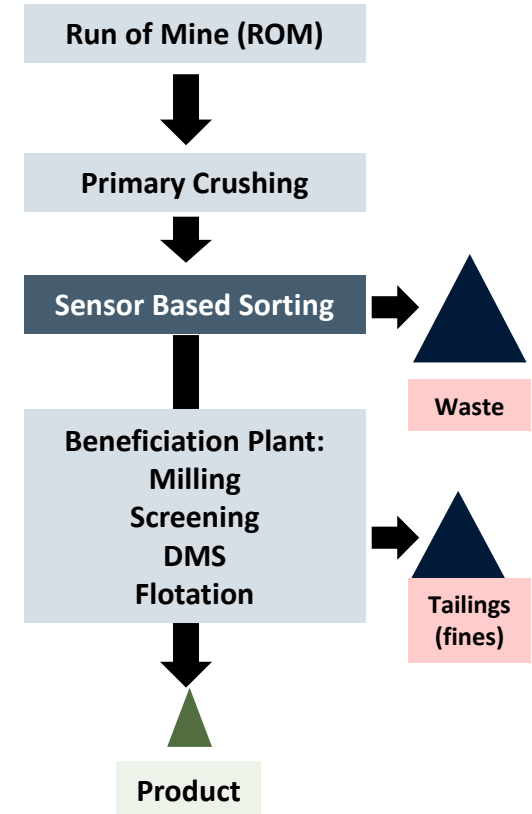 Run of Mine (ROM)
Primary Crushing
Sensor Based Sorting
Waste
Beneficiation Plant:
Milling
Screening
DMS
Flotation
Tailings
(fines)
Product